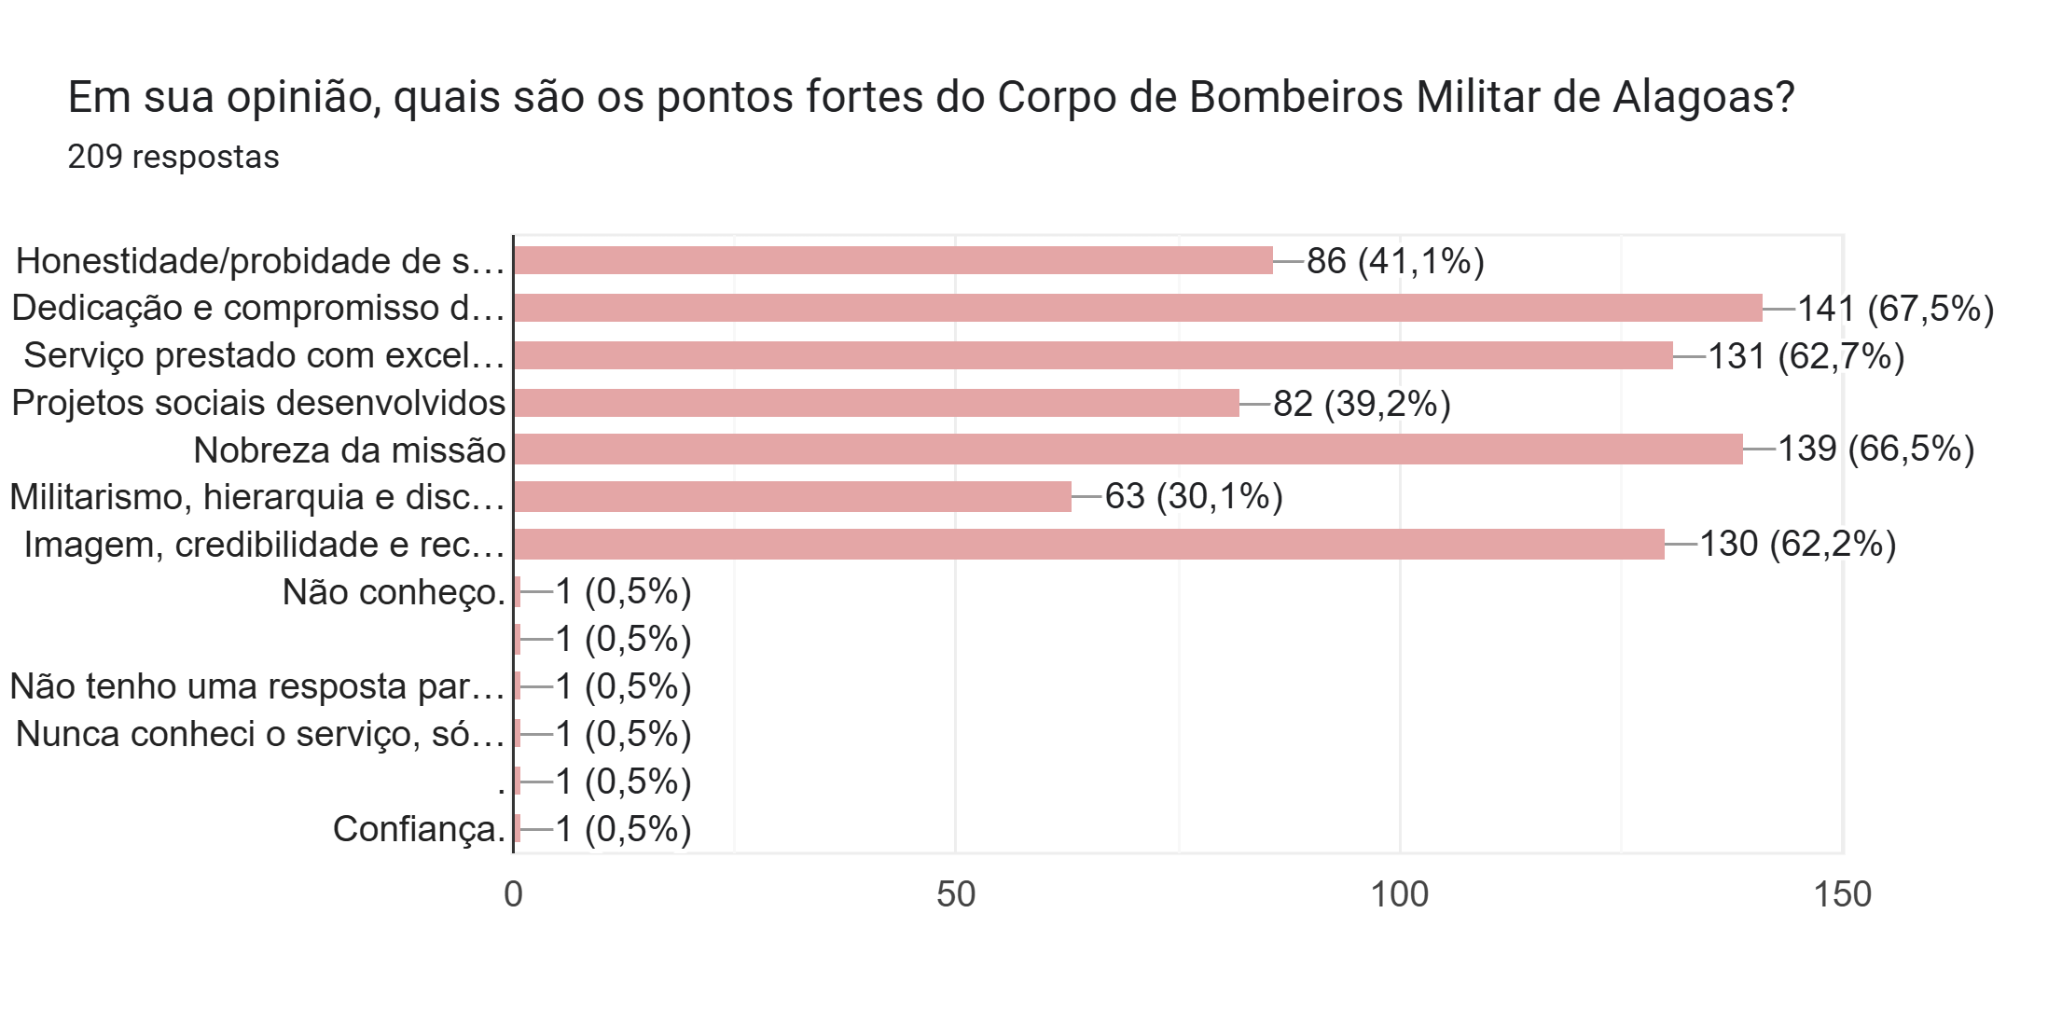 Em sua opinião, quais são os pontos fortes do Corpo de Bombeiros Militar de Alagoas?
209 respostas
Honestidade/probidade de s… 86 (41,1%)
Dedicação e compromisso d… 141 (67,5%)
Serviço prestado com excel… 131 (62,7%)
Projetos sociais desenvolvidos 82 (39,2%)
Nobreza da missão 139 (66,5%)
Militarismo, hierarquia e disc… 63 (30,1%)
Imagem, credibilidade e rec… 130 (62,2%)
Não conheço. 1 (0,5%)
1 (0,5%)
Não tenho uma resposta par… 1 (0,5%)
Nunca conheci o serviço, só… 1 (0,5%)
. 1 (0,5%)
Confiança. 1 (0,5%)
0 50 100 150